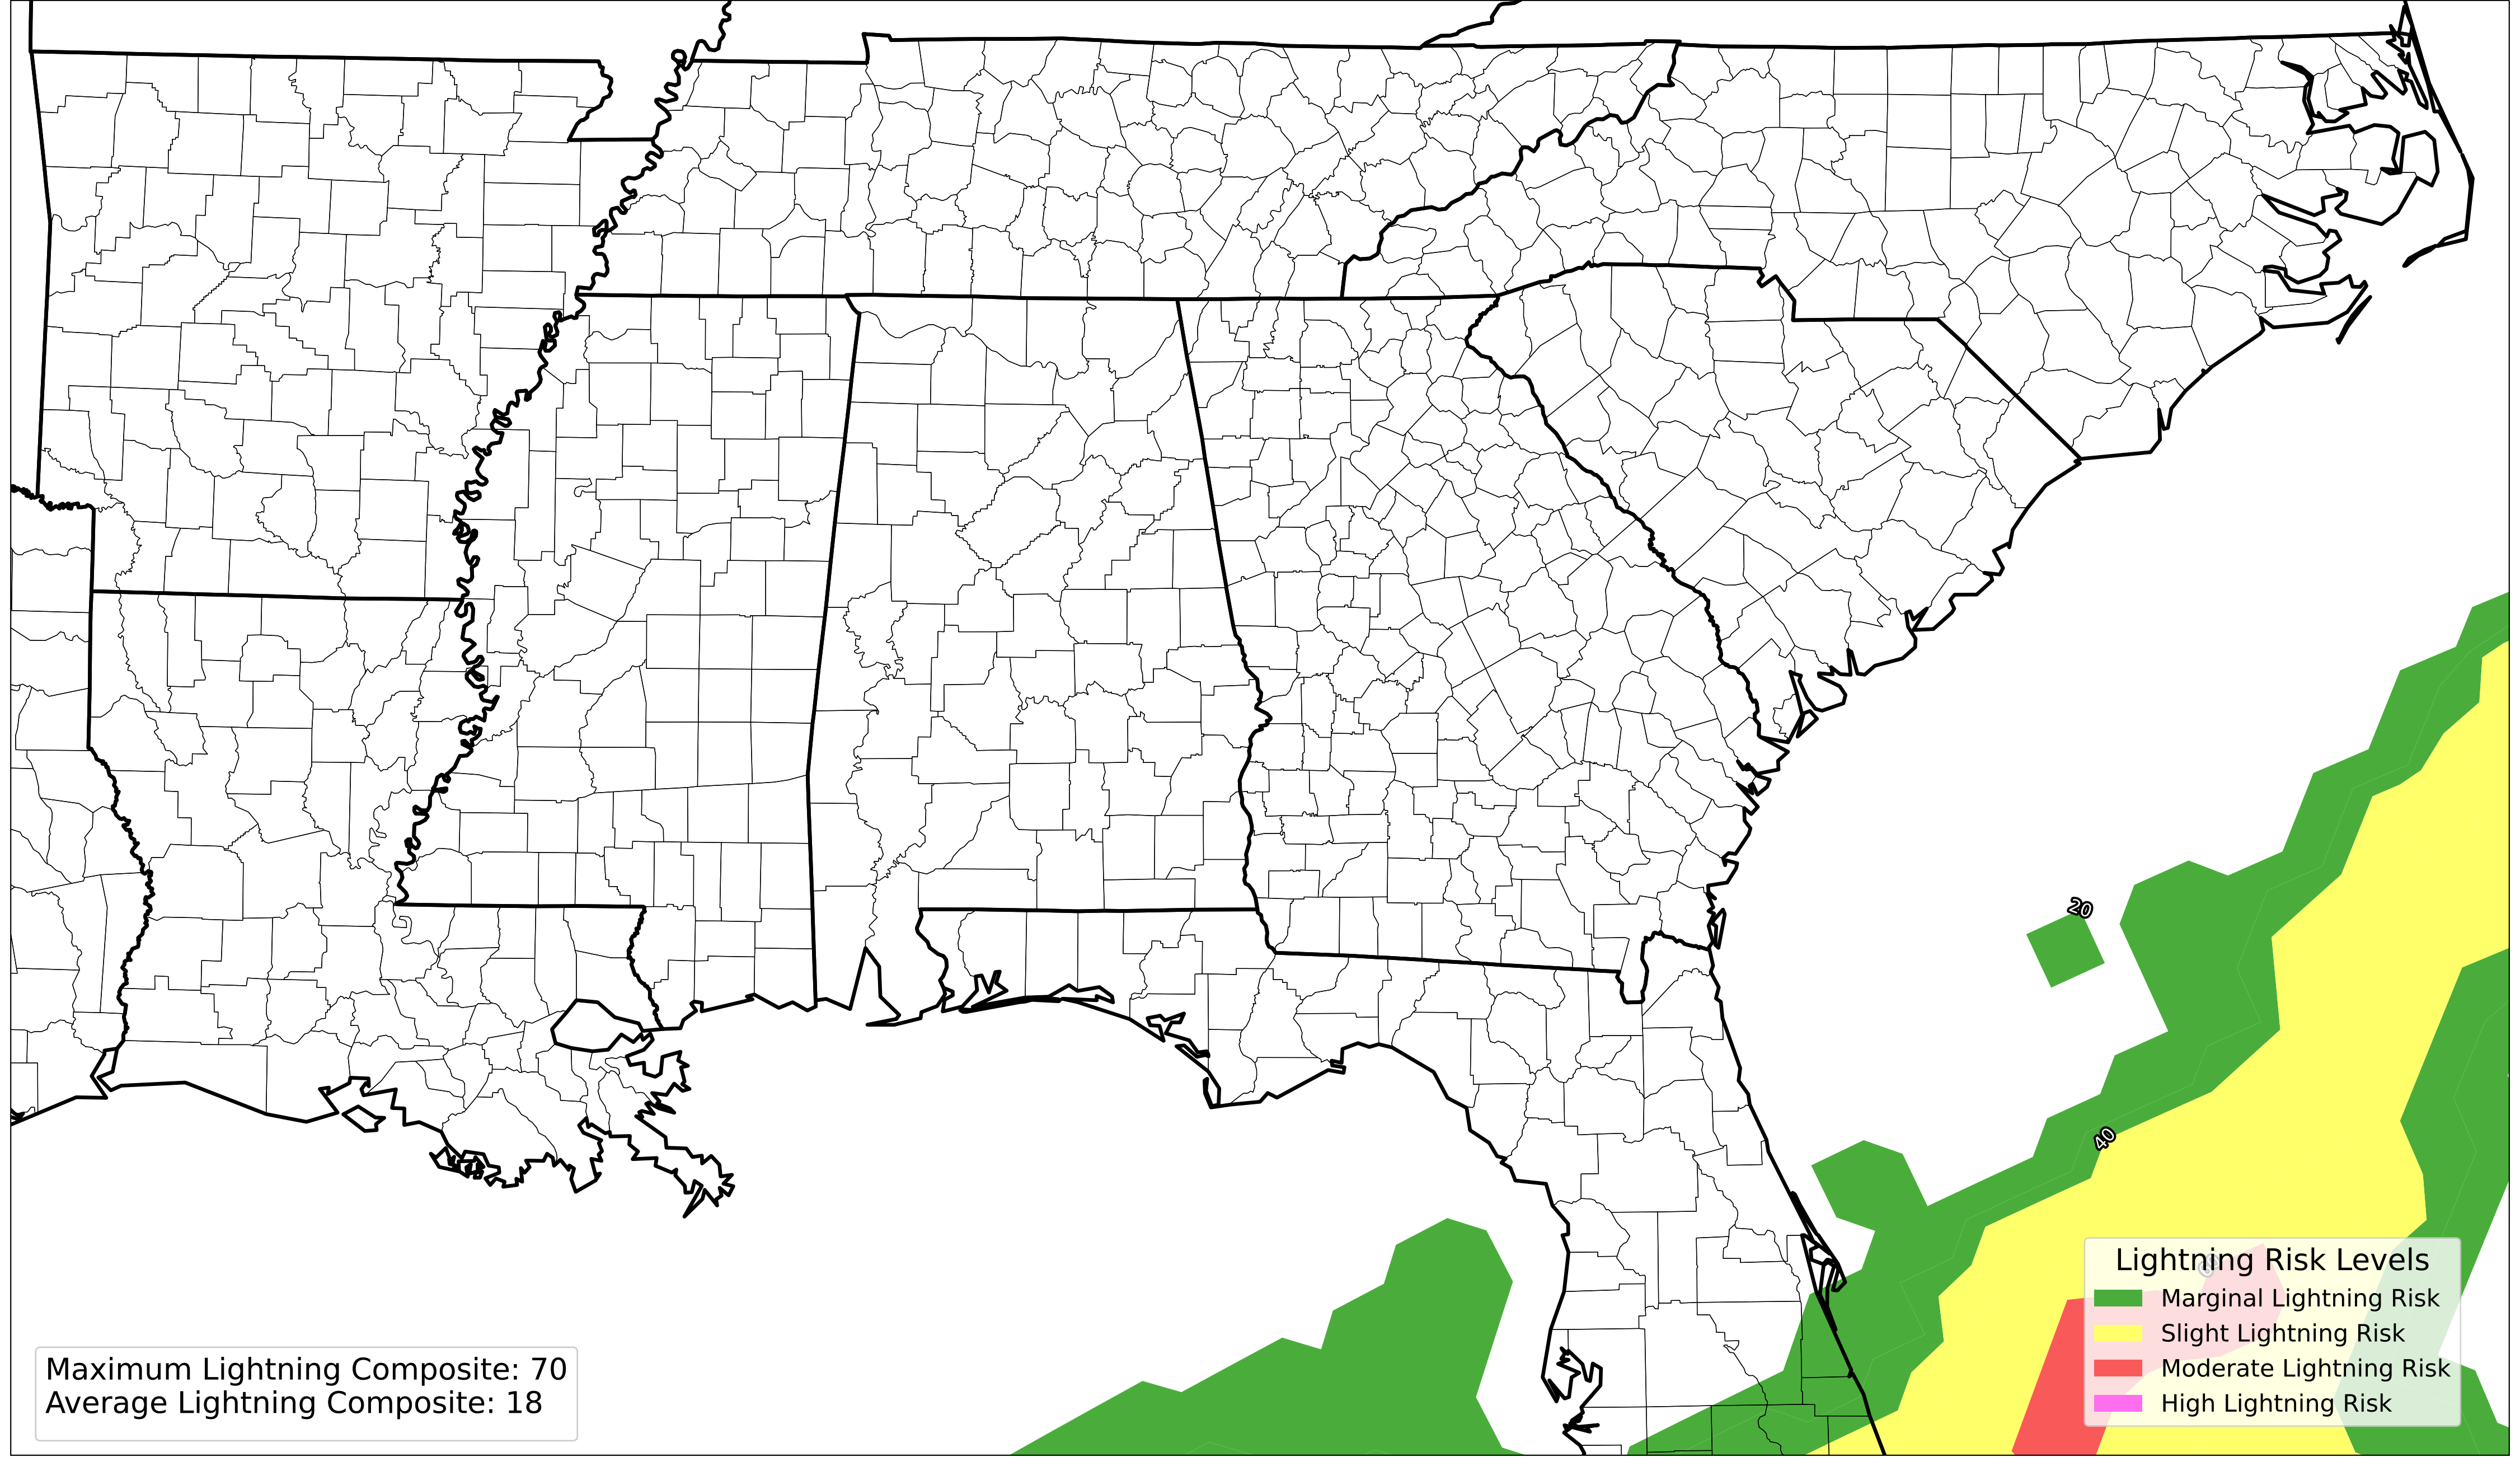 20
40
Lightning Risk Levels
Marginal Lightning Risk
Slight Lightning Risk
Moderate Lightning Risk
High Lightning Risk
Maximum Lightning Composite: 70
Average Lightning Composite: 18